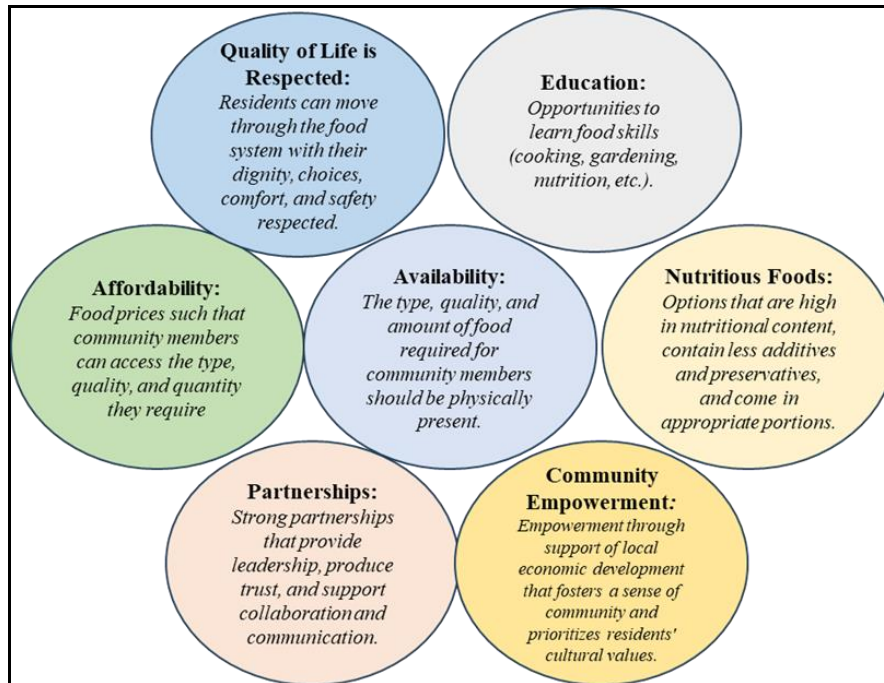 Quality of Life is
Respected:
Residents can move
through the food
system with their
dignity, choices,
comfort, and safety
respected.
Education:
Opportunities to
learn food skills
(cooking, gardening,
nutrition, etc.).
Affordability:
Food prices such that
community members
can access the type,
quality, and quantity
they require
Availability:
The type, quality, and
amount of food
required for
community members
should be physically
present.
Nutritious Foods:
Options that are high
in nutritional content,
contain less additives
and preservatives,
and come in
appropriate portions.
Partnerships:
Strong partnerships
that provide
leadership, produce
trust, and support
collaboration and
communication.
Community
Empowerment:
Empowerment through
support of local
economic development
that fosters a sense of
community and
prioritizes residents'
cultural values.